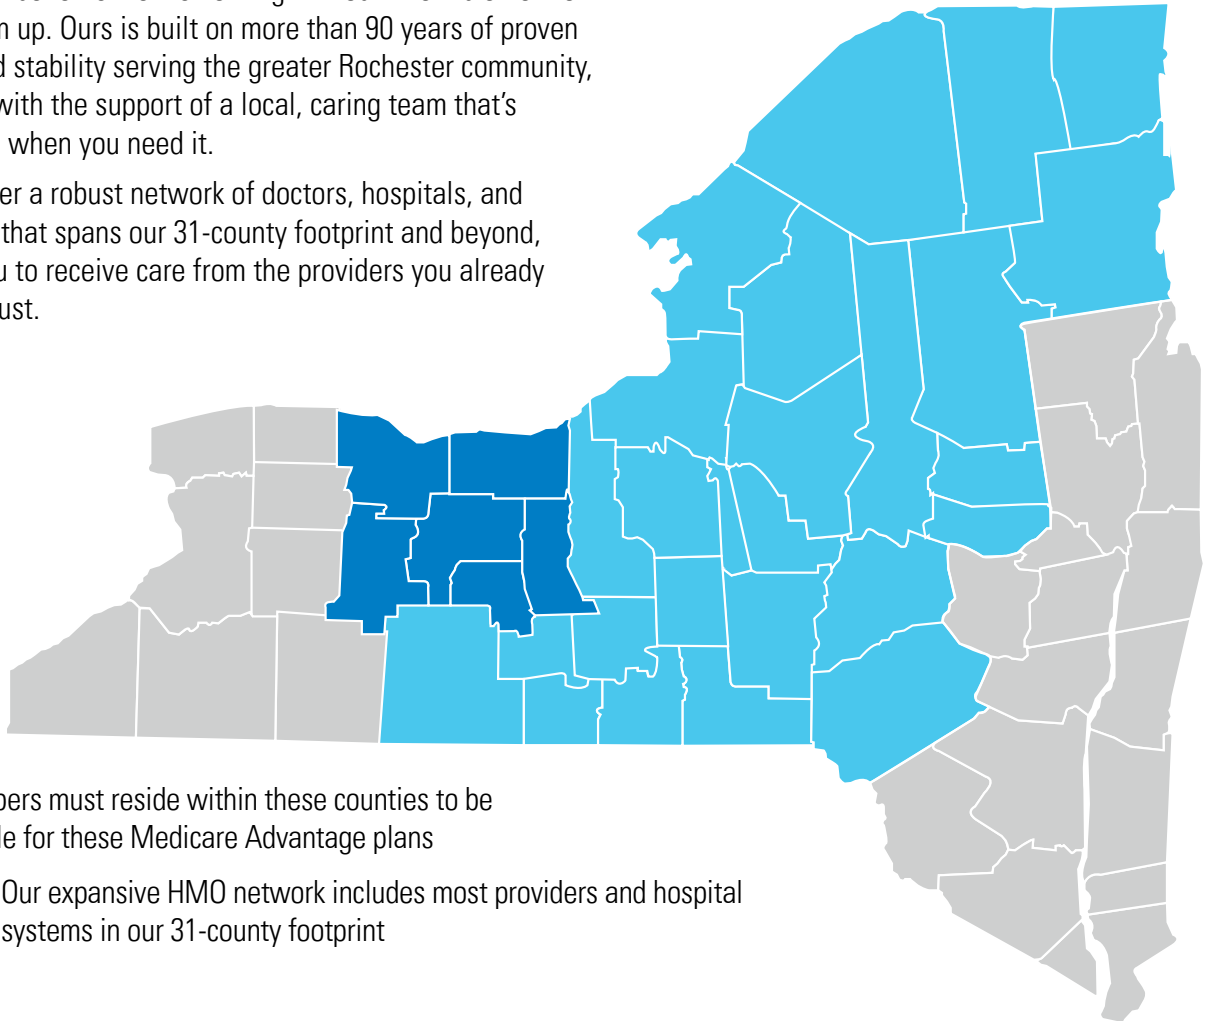 up. Ours is built on more than 90 years of proven
stability serving the greater Rochester community,
with the support of a local, caring team that's
when you need it.
er a robust network of doctors, hospitals, and
that spans our 31-county footprint and beyond,
u to receive care from the providers you already
ust.
bers must reside within these counties to be
le for these Medicare Advantage plans
Our expansive HMO network includes most providers and hospital
systems in our 31-county footprint